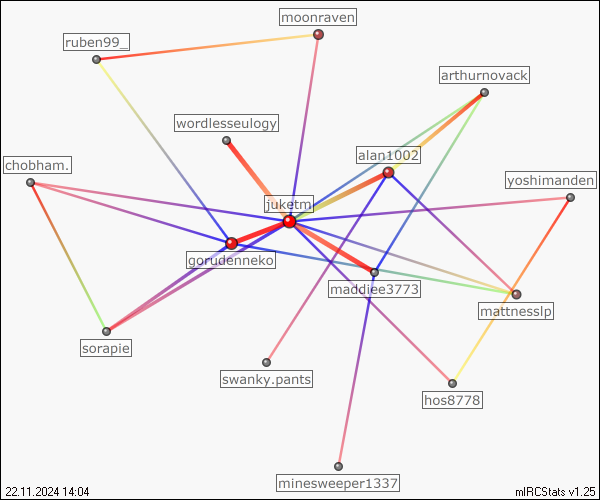 moonraven
ruben99_
arthurnovack
wordlesseulogy
alan1002
chobham.
yoshimanden
juketm
gorudenneko
maddiee3773
mattnesslp
sorapie
swanky.pants
hos8778
minesweeper1337
22.11.2024 14:04
mIRCStats v1.25